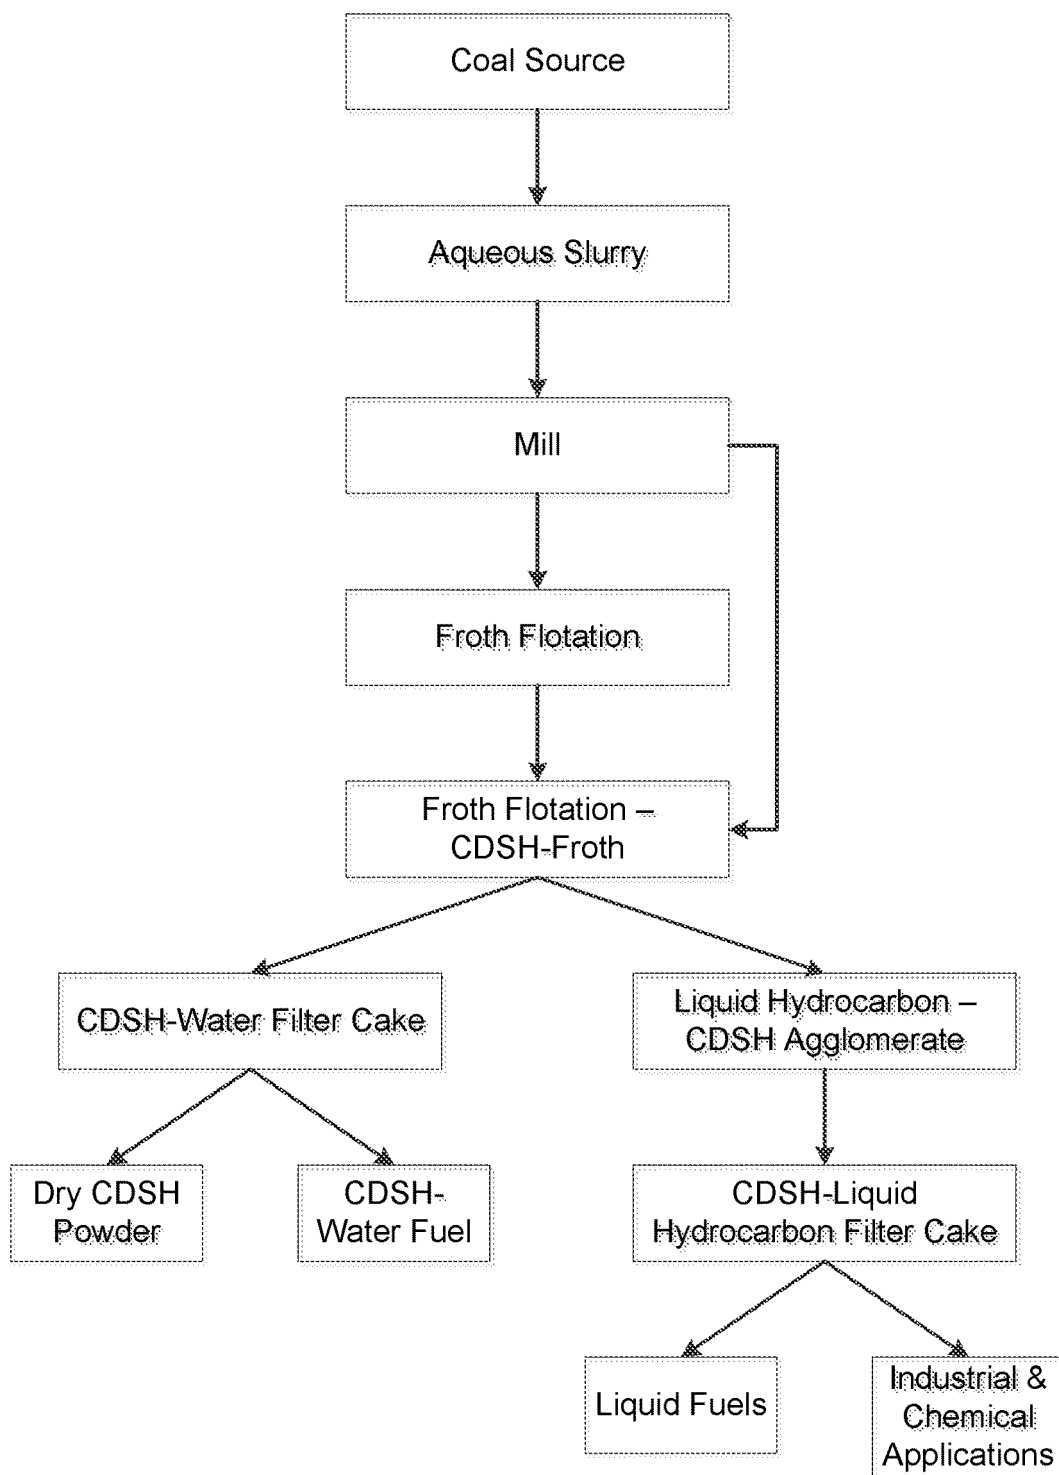 Coal Source
Aqueous Slurry
Mill
Froth Flotation
Froth Flotation –
CDSH-Froth
CDSH-Water Filter Cake
Liquid Hydrocarbon –
CDSH Agglomerate
Dry CDSH
Powder
CDSH-
Water Fuel
CDSH-Liquid
Hydrocarbon Filter Cake
Liquid Fuels
Industrial &
Chemical
Applications